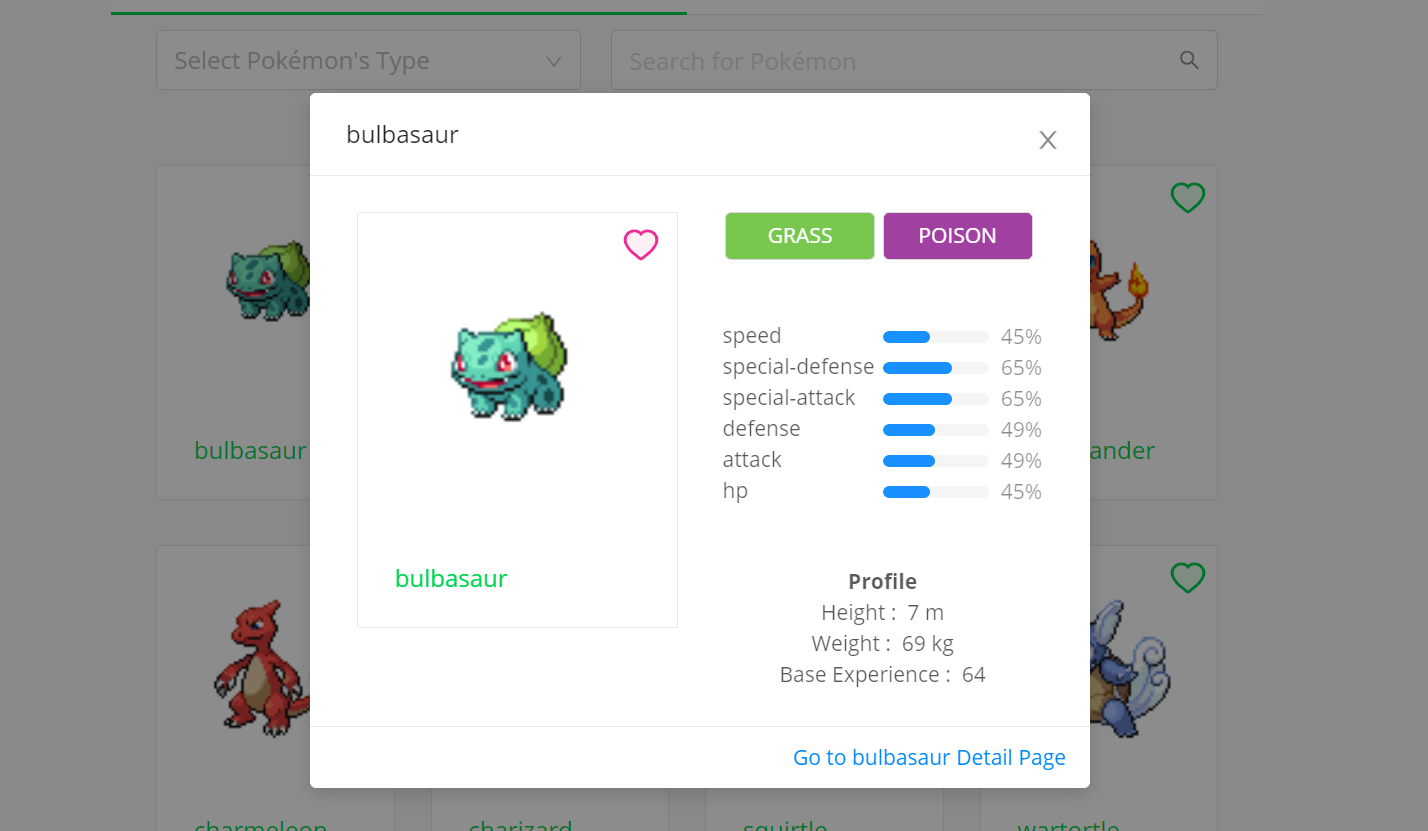 Select Pokémon's Type
Search for Pokémon
bulbasaur
X
GRASS
POISON
speed 45%
special-defense 65%
special-attack 65%
defense 49%
attack 49%
hp 45%
bulbasaur
Profile
Height : 7 m
Weight : 69 kg
Base Experience : 64
Go to bulbasaur Detail Page
bulbasaur
ander
charmeleon
charizard
squirtle
wartortle